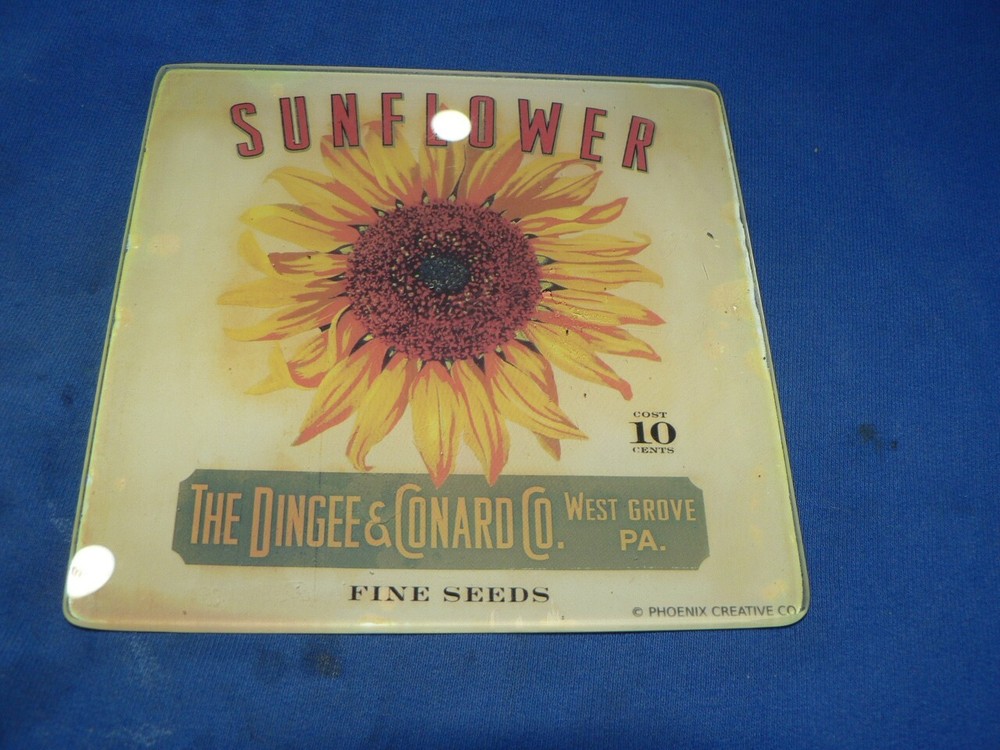 SUNFLOWER
COST
10
CENTS
THE DINGEE & CONARD CO. WEST GROVE
PA.
FINE SEEDS
© PHOENIX CREATIVE CO